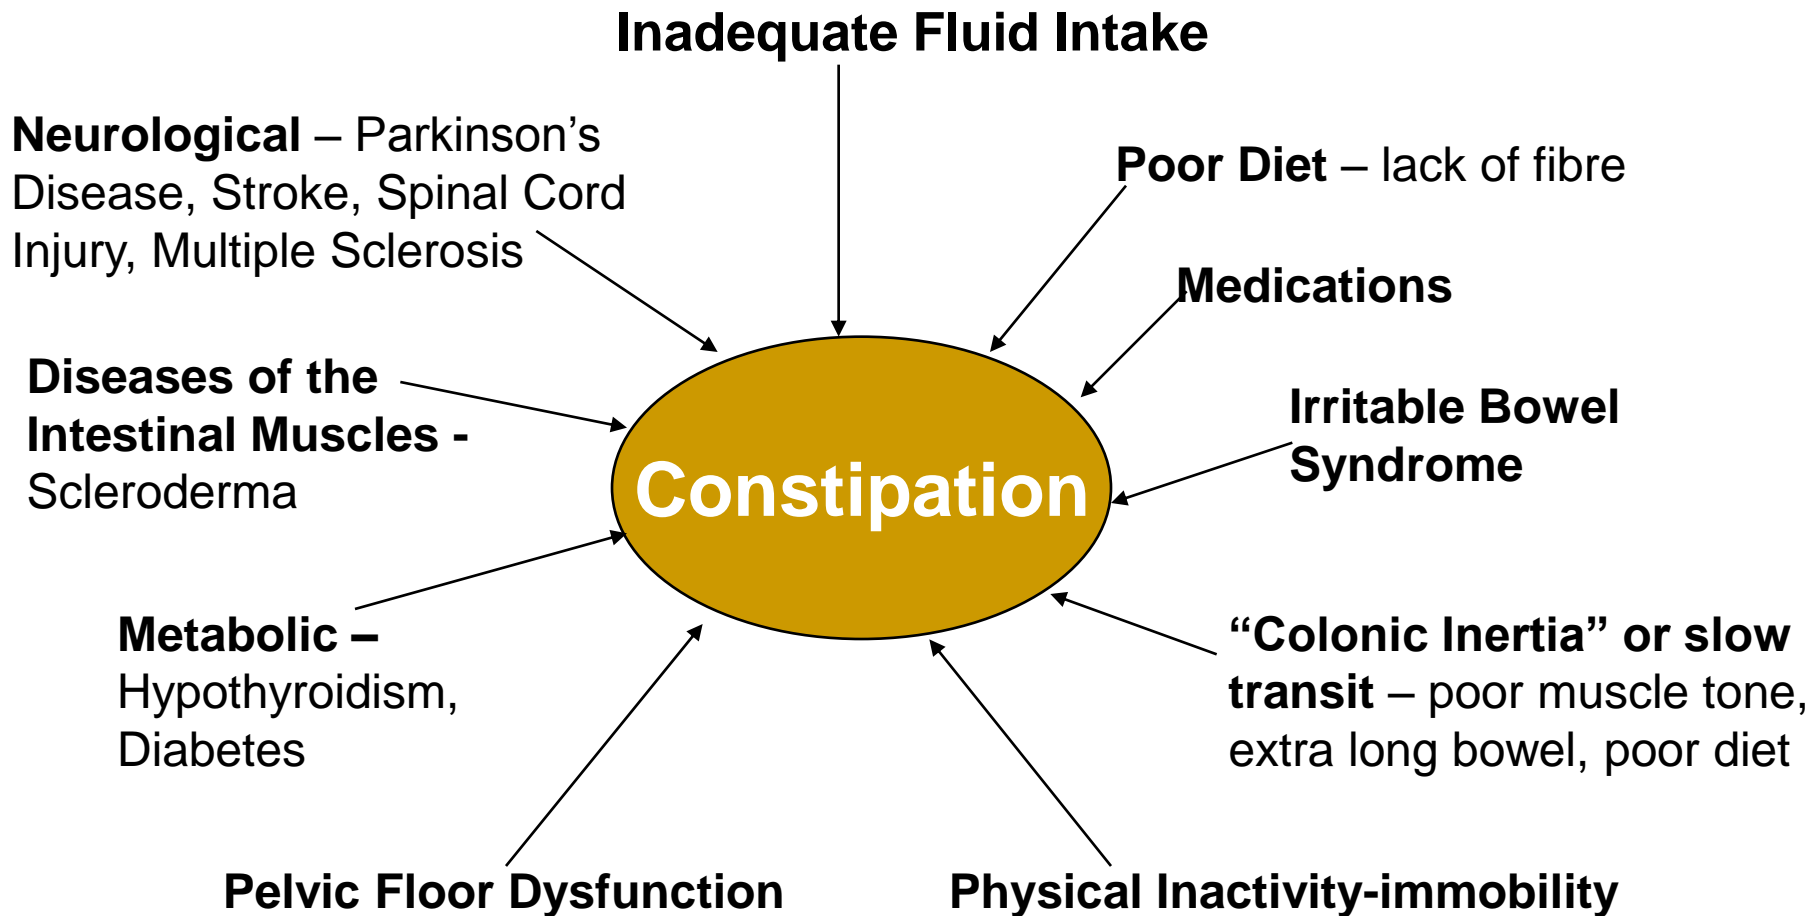 Inadequate Fluid Intake
Neurological – Parkinson’s
Disease, Stroke, Spinal Cord
Injury, Multiple Sclerosis
Poor Diet – lack of fibre
Medications
Diseases of the
Intestinal Muscles -
Scleroderma
Irritable Bowel
Syndrome
Constipation
Metabolic –
Hypothyroidism,
Diabetes
“Colonic Inertia” or slow
transit – poor muscle tone,
extra long bowel, poor diet
Pelvic Floor Dysfunction
Physical Inactivity-immobility